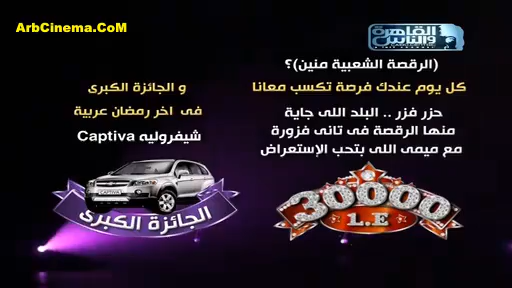 ArbCinema.CoM
القاهرة
والناس
(الرقصة الشعبية منين)؟
كل يوم عندك فرصة تكسب معانا
حزر فزر .. البلد اللى جاية
منها الرقصة فى تانى فزورة
مع ميمى اللى بتحب الإستعراض
30000
L.E
و الجائزة الكبرى
فى اخر رمضان عربية
شيفروليه Captiva
CAPTIVA
الجائزة الكبرى